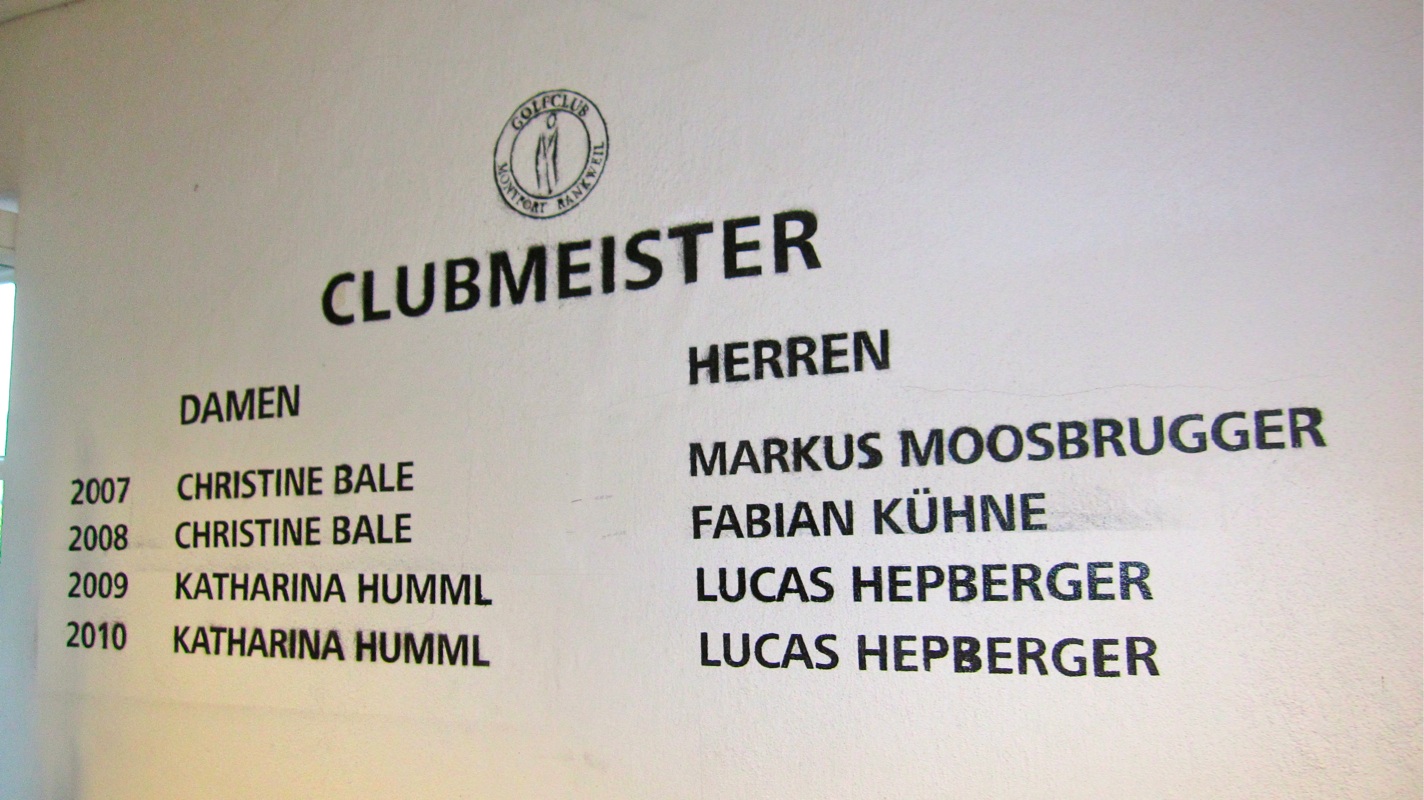 GOLFCLUB
MONTFORT RANKWEIL
CLUBMEISTER
DAMEN HERREN
2007 CHRISTINE BALE MARKUS MOOSBRUGGER
2008 CHRISTINE BALE FABIAN KÜHNE
2009 KATHARINA HUMML LUCAS HEPBERGER
2010 KATHARINA HUMML LUCAS HEPBERGER